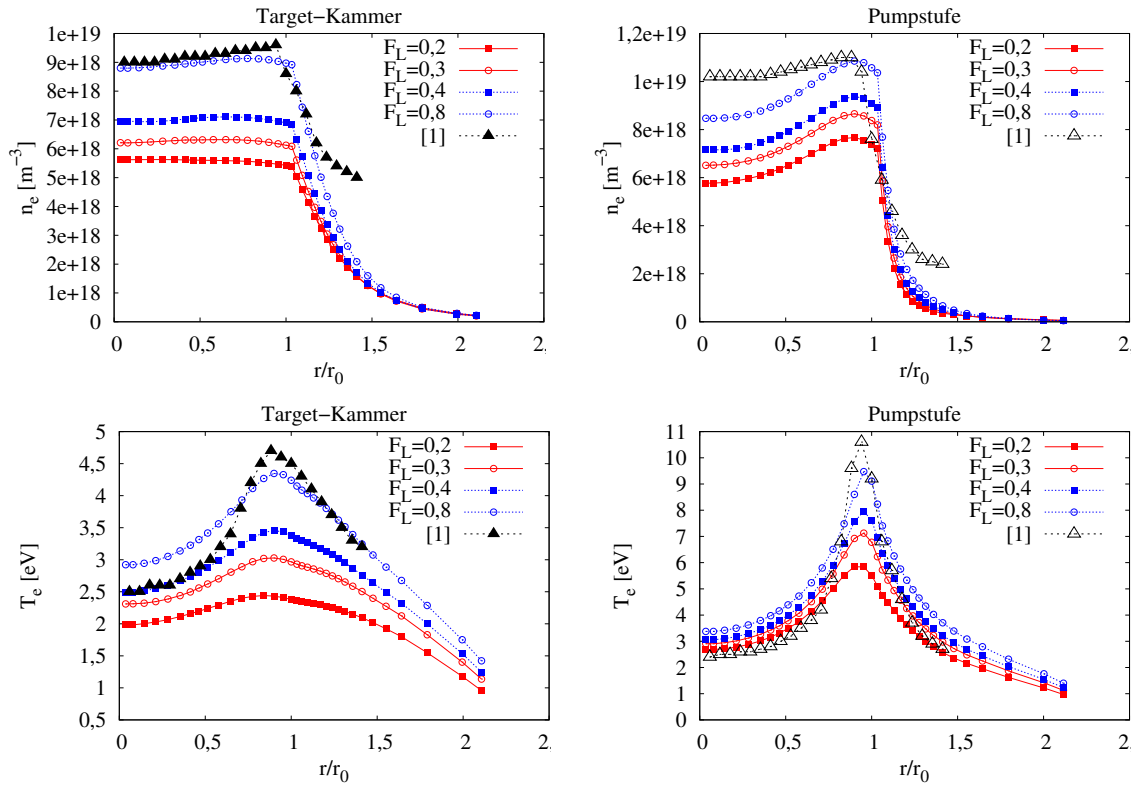 Target−Kammer
n_e [m^−3]
1e+19
9e+18
8e+18
7e+18
6e+18
5e+18
4e+18
3e+18
2e+18
1e+18
0
0 0,5 1 1,5 2 2,
r/r_0
F_L=0,2
F_L=0,3
F_L=0,4
F_L=0,8
[1]
Pumpstufe
n_e [m^−3]
1,2e+19
1e+19
8e+18
6e+18
4e+18
2e+18
0
0 0,5 1 1,5 2 2,
r/r_0
F_L=0,2
F_L=0,3
F_L=0,4
F_L=0,8
[1]
Target−Kammer
T_e [eV]
5
4,5
4
3,5
3
2,5
2
1,5
1
0,5
0 0,5 1 1,5 2 2,
r/r_0
F_L=0,2
F_L=0,3
F_L=0,4
F_L=0,8
[1]
Pumpstufe
T_e [eV]
11
10
9
8
7
6
5
4
3
2
1
0
0 0,5 1 1,5 2 2,
r/r_0
F_L=0,2
F_L=0,3
F_L=0,4
F_L=0,8
[1]